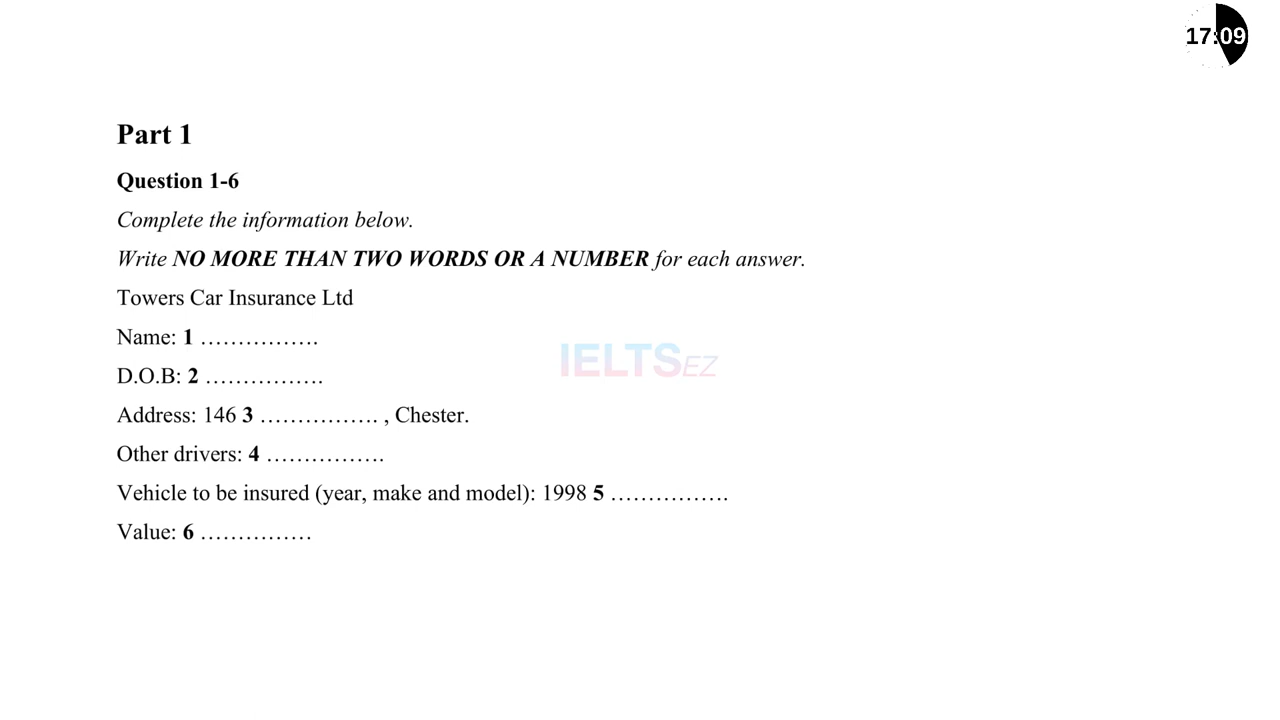 17:09
Part 1
Question 1-6
Complete the information below.
Write NO MORE THAN TWO WORDS OR A NUMBER for each answer.
Towers Car Insurance Ltd
Name: 1 …………….
IELTSEZ
D.O.B: 2 …………….
Address: 146 3 ……………. , Chester.
Other drivers: 4 …………….
Vehicle to be insured (year, make and model): 1998 5 …………….
Value: 6 ……………